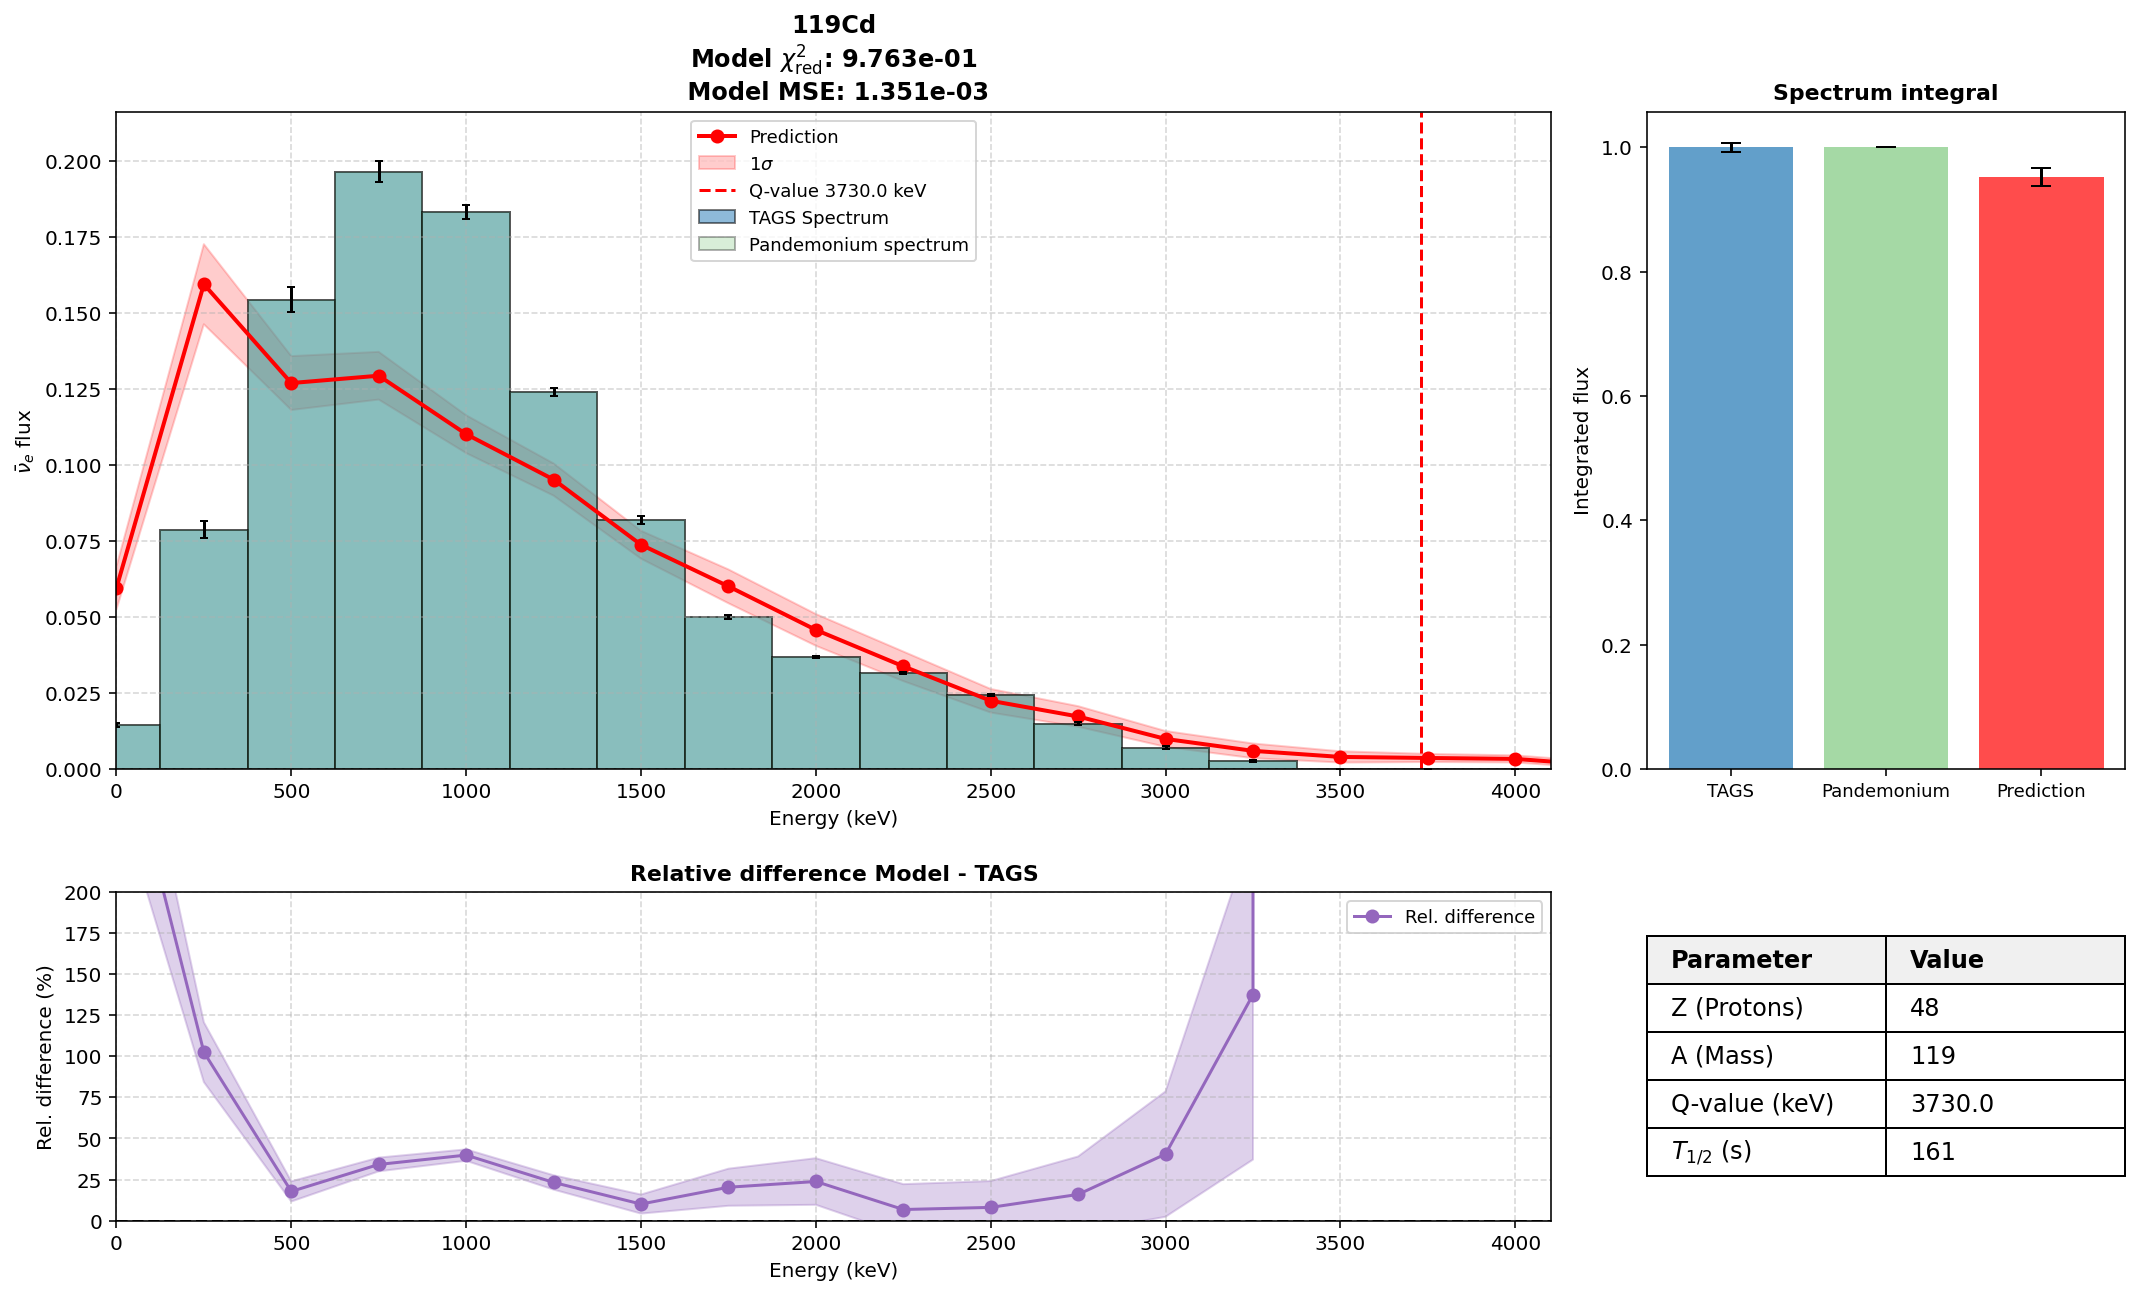 119Cd
Model χ²red: 9.763e-01
Model MSE: 1.351e-03
Prediction
1σ
Q-value 3730.0 keV
TAGS Spectrum
Pandemonium spectrum
ν̄e flux
0.200
0.175
0.150
0.125
0.100
0.075
0.050
0.025
0.000
0 500 1000 1500 2000 2500 3000 3500 4000
Energy (keV)
Spectrum integral
Integrated flux
1.0
0.8
0.6
0.4
0.2
0.0
TAGS Pandemonium Prediction
Relative difference Model - TAGS
Rel. difference
Rel. difference (%)
200
175
150
125
100
75
50
25
0
0 500 1000 1500 2000 2500 3000 3500 4000
Energy (keV)
Parameter Value
Z (Protons) 48
A (Mass) 119
Q-value (keV) 3730.0
T1/2 (s) 161